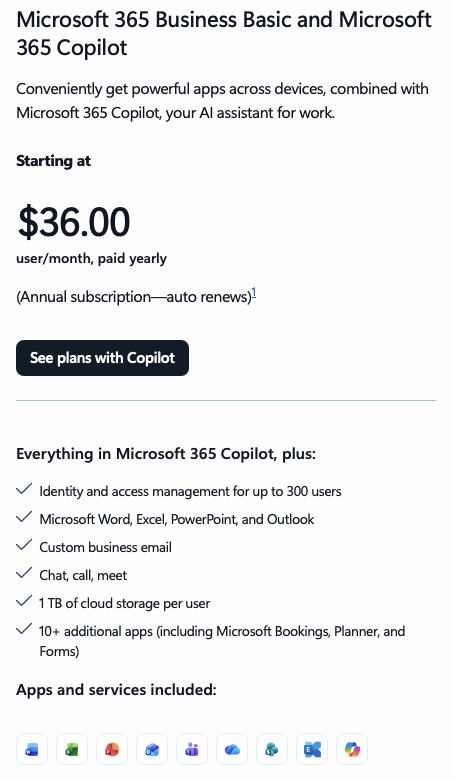 Microsoft 365 Business Basic and Microsoft
365 Copilot
Conveniently get powerful apps across devices, combined with
Microsoft 365 Copilot, your AI assistant for work.
Starting at
$36.00
user/month, paid yearly
(Annual subscription—auto renews)1
See plans with Copilot
Everything in Microsoft 365 Copilot, plus:
Identity and access management for up to 300 users
Microsoft Word, Excel, PowerPoint, and Outlook
Custom business email
Chat, call, meet
1 TB of cloud storage per user
10+ additional apps (including Microsoft Bookings, Planner, and
Forms)
Apps and services included: